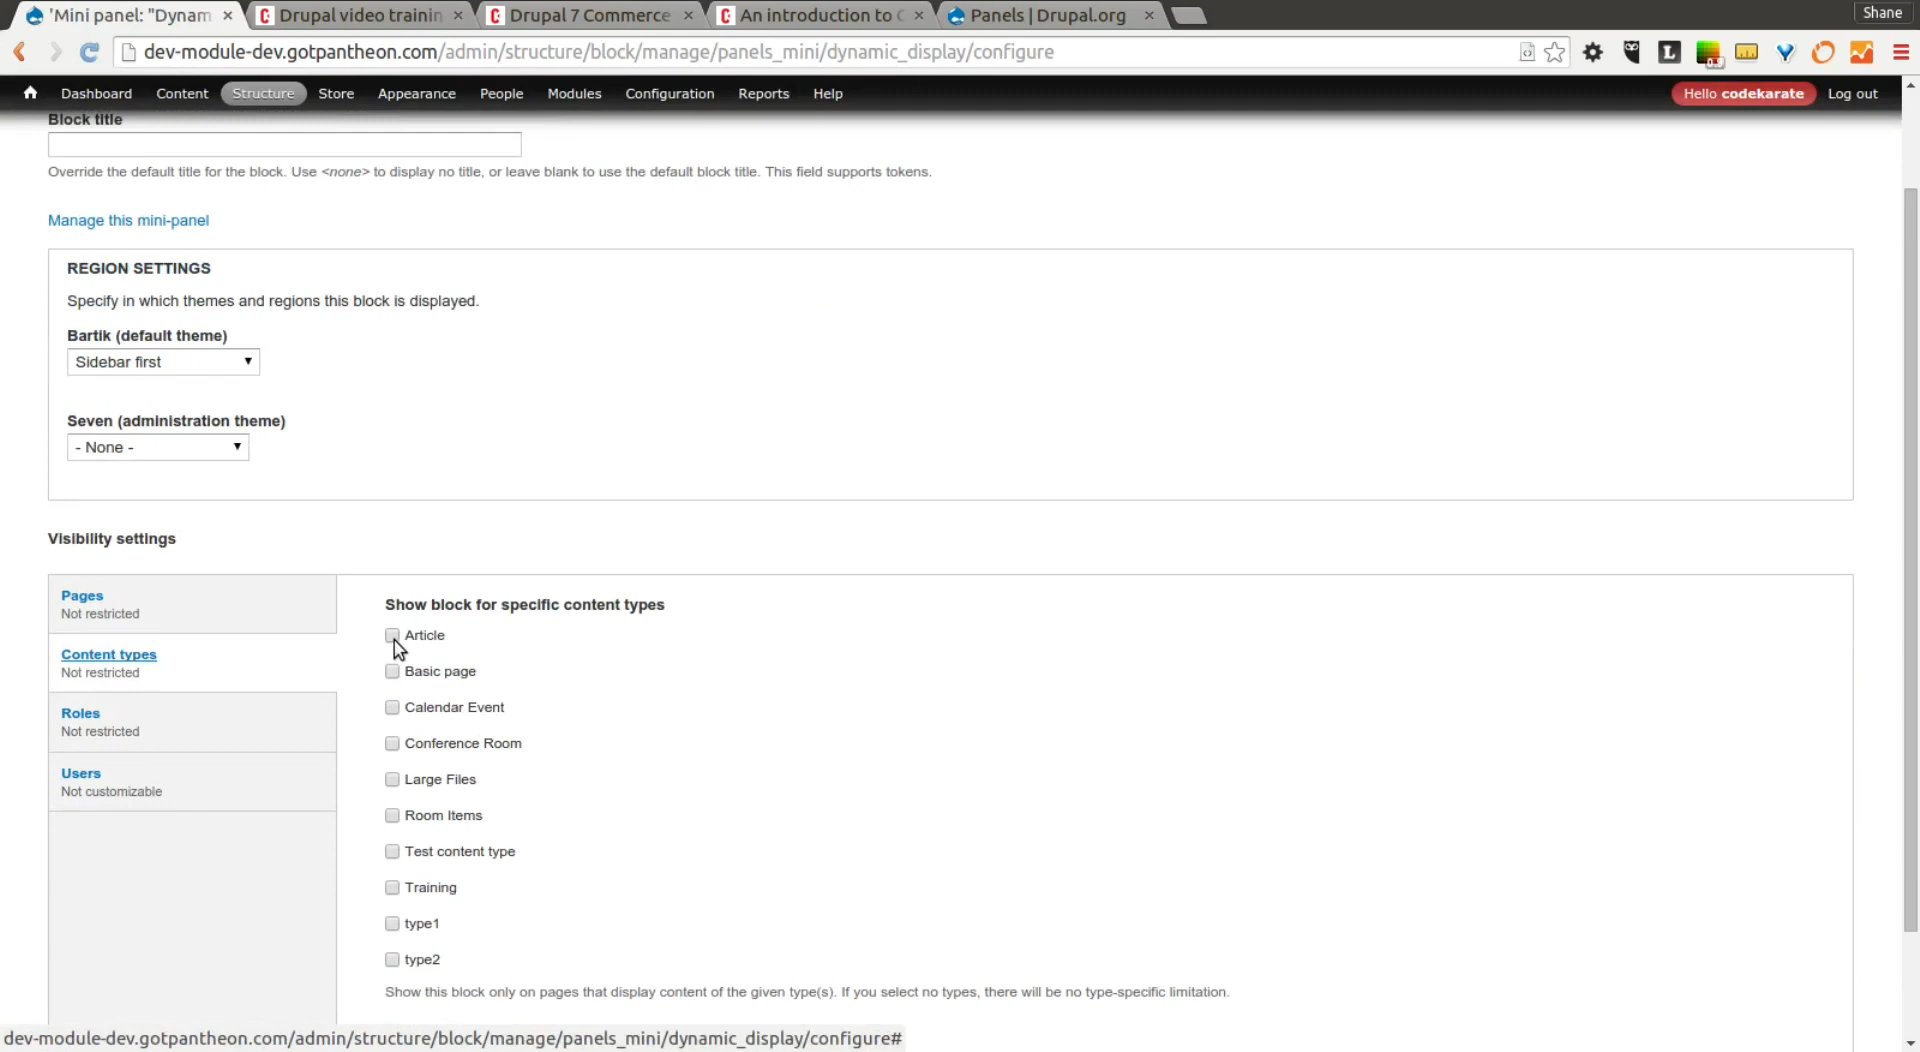 'Mini panel: "Dynam
Drupal video trainin
Drupal 7 Commerce
An introduction to C
Panels | Drupal.org
Shane
dev-module-dev.gotpantheon.com/admin/structure/block/manage/panels_mini/dynamic_display/configure
Dashboard Content Structure Store Appearance People Modules Configuration Reports Help
Hello codekarate Log out
Block title
Override the default title for the block. Use <none> to display no title, or leave blank to use the default block title. This field supports tokens.
Manage this mini-panel
REGION SETTINGS
Specify in which themes and regions this block is displayed.
Bartik (default theme)
Sidebar first
Seven (administration theme)
- None -
Visibility settings
Pages
Not restricted
Content types
Not restricted
Roles
Not restricted
Users
Not customizable
Show block for specific content types
Article
Basic page
Calendar Event
Conference Room
Large Files
Room Items
Test content type
Training
type1
type2
Show this block only on pages that display content of the given type(s). If you select no types, there will be no type-specific limitation.
dev-module-dev.gotpantheon.com/admin/structure/block/manage/panels_mini/dynamic_display/configure#